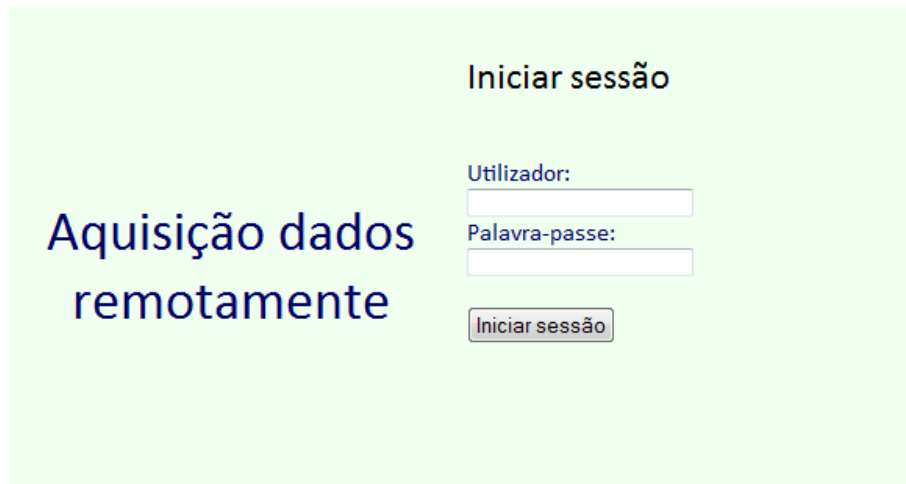 Aquisição dados
remotamente
Iniciar sessão
Utilizador:
Palavra-passe:
Iniciar sessão